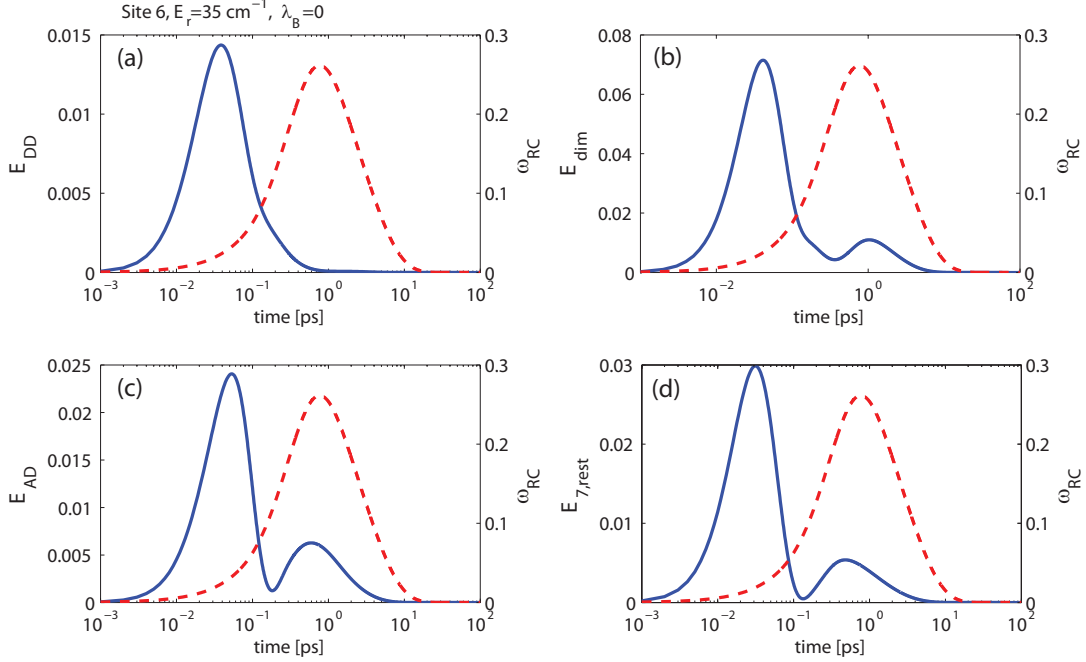 Site 6, E_r=35 cm^−1, λ_B=0
(a)
0.015
0.01
0.005
0
E_DD
0.3
0.2
0.1
0
ω_RC
10^−3 10^−2 10^−1 10^0 10^1 10^2
time [ps]
(b)
0.08
0.06
0.04
0.02
0
E_dim
0.3
0.2
0.1
0
ω_RC
10^−2 10^0 10^2
time [ps]
(c)
0.025
0.02
0.015
0.01
0.005
0
E_AD
0.3
0.2
0.1
0
ω_RC
10^−3 10^−2 10^−1 10^0 10^1 10^2
time [ps]
(d)
0.03
0.02
0.01
0
E_7,rest
0.3
0.2
0.1
0
ω_RC
10^−3 10^−2 10^−1 10^0 10^1 10^2
time [ps]